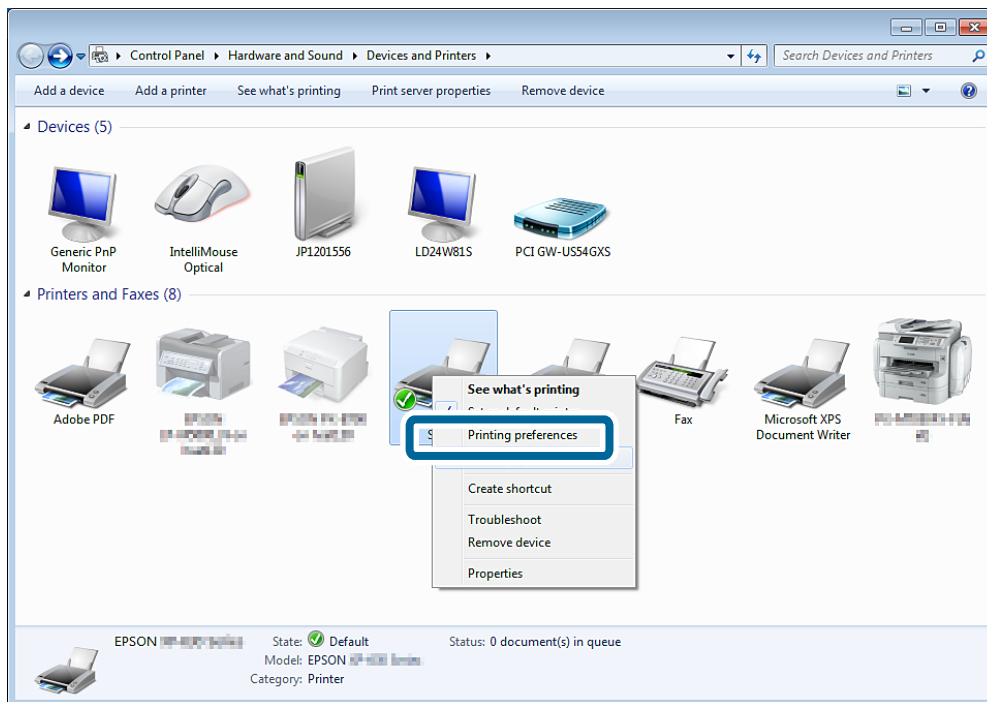 Control Panel ▸ Hardware and Sound ▸ Devices and Printers ▸
Search Devices and Printers
Add a device Add a printer See what's printing Print server properties Remove device
Devices (5)
Generic PnP
Monitor
IntelliMouse
Optical
JP1201556
LD24W81S
PCI GW-US54GXS
Printers and Faxes (8)
Adobe PDF
Fax
Microsoft XPS
Document Writer
See what's printing
Printing preferences
Create shortcut
Troubleshoot
Remove device
Properties
EPSON
State: Default
Status: 0 document(s) in queue
Model: EPSON
Category: Printer